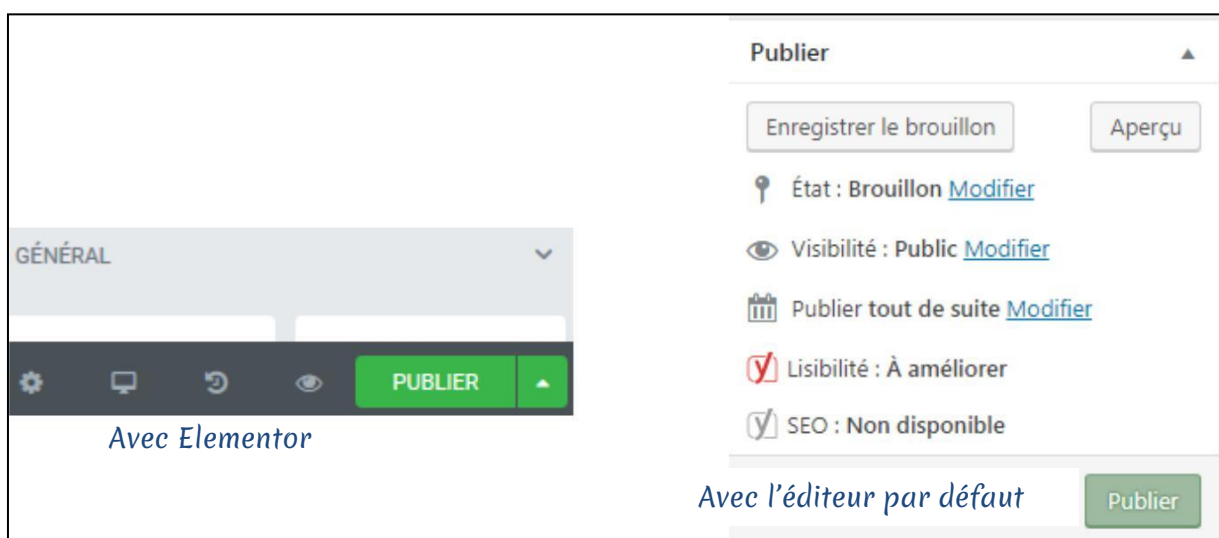 Publier
Enregistrer le brouillon Aperçu
État : Brouillon Modifier
Visibilité : Public Modifier
Publier tout de suite Modifier
Lisibilité : À améliorer
SEO : Non disponible
Avec l'éditeur par défaut Publier
GÉNÉRAL
PUBLIER
Avec Elementor